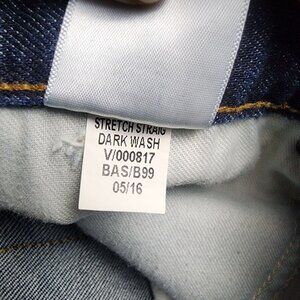 STRETCH STRAIG
DARK WASH
V/000817
BAS/B99
05/16